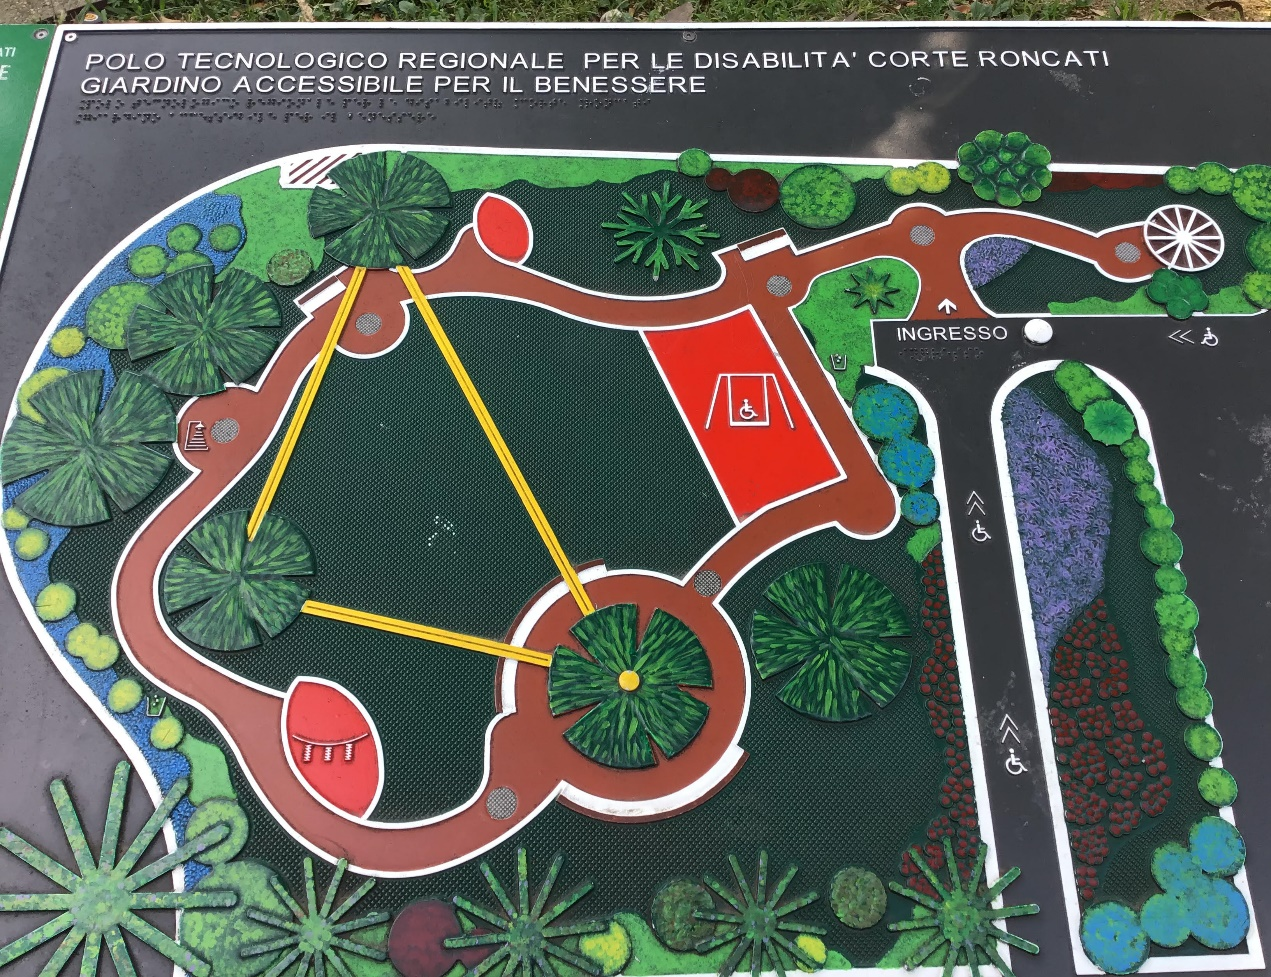 POLO TECNOLOGICO REGIONALE PER LE DISABILITA' CORTE RONCATI
GIARDINO ACCESSIBILE PER IL BENESSERE
INGRESSO